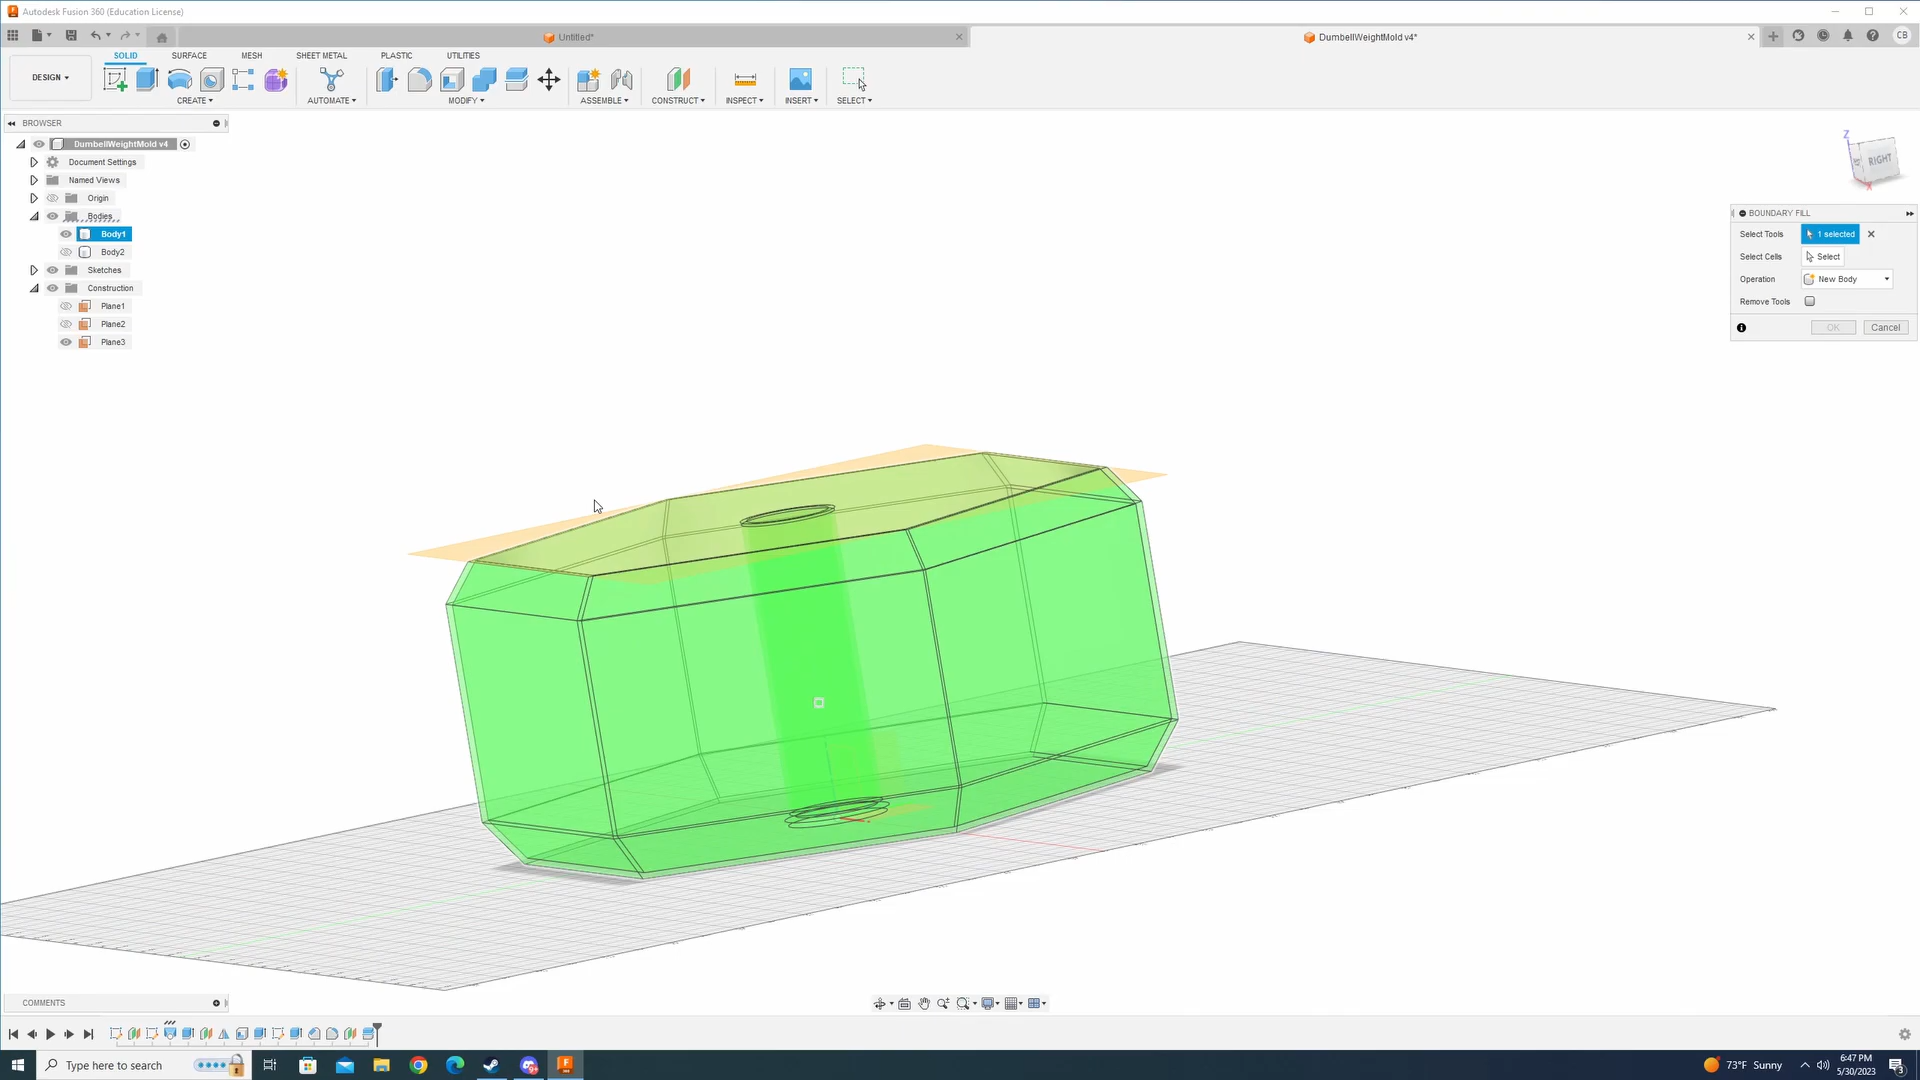 Autodesk Fusion 360 (Education License)
Untitled*
DumbellWeightMold v4*
CB
SOLID SURFACE MESH SHEET METAL PLASTIC UTILITIES
DESIGN
CREATE AUTOMATE MODIFY ASSEMBLE CONSTRUCT INSPECT INSERT SELECT
BROWSER
DumbellWeightMold v4
Document Settings
Named Views
Origin
Bodies
Body1
Body2
Sketches
Construction
Plane1
Plane2
Plane3
Z
RIGHT
X
BOUNDARY FILL
Select Tools 1 selected
Select Cells Select
Operation New Body
Remove Tools
OK Cancel
COMMENTS
Type here to search
73°F Sunny
6:47 PM
5/30/2023
3